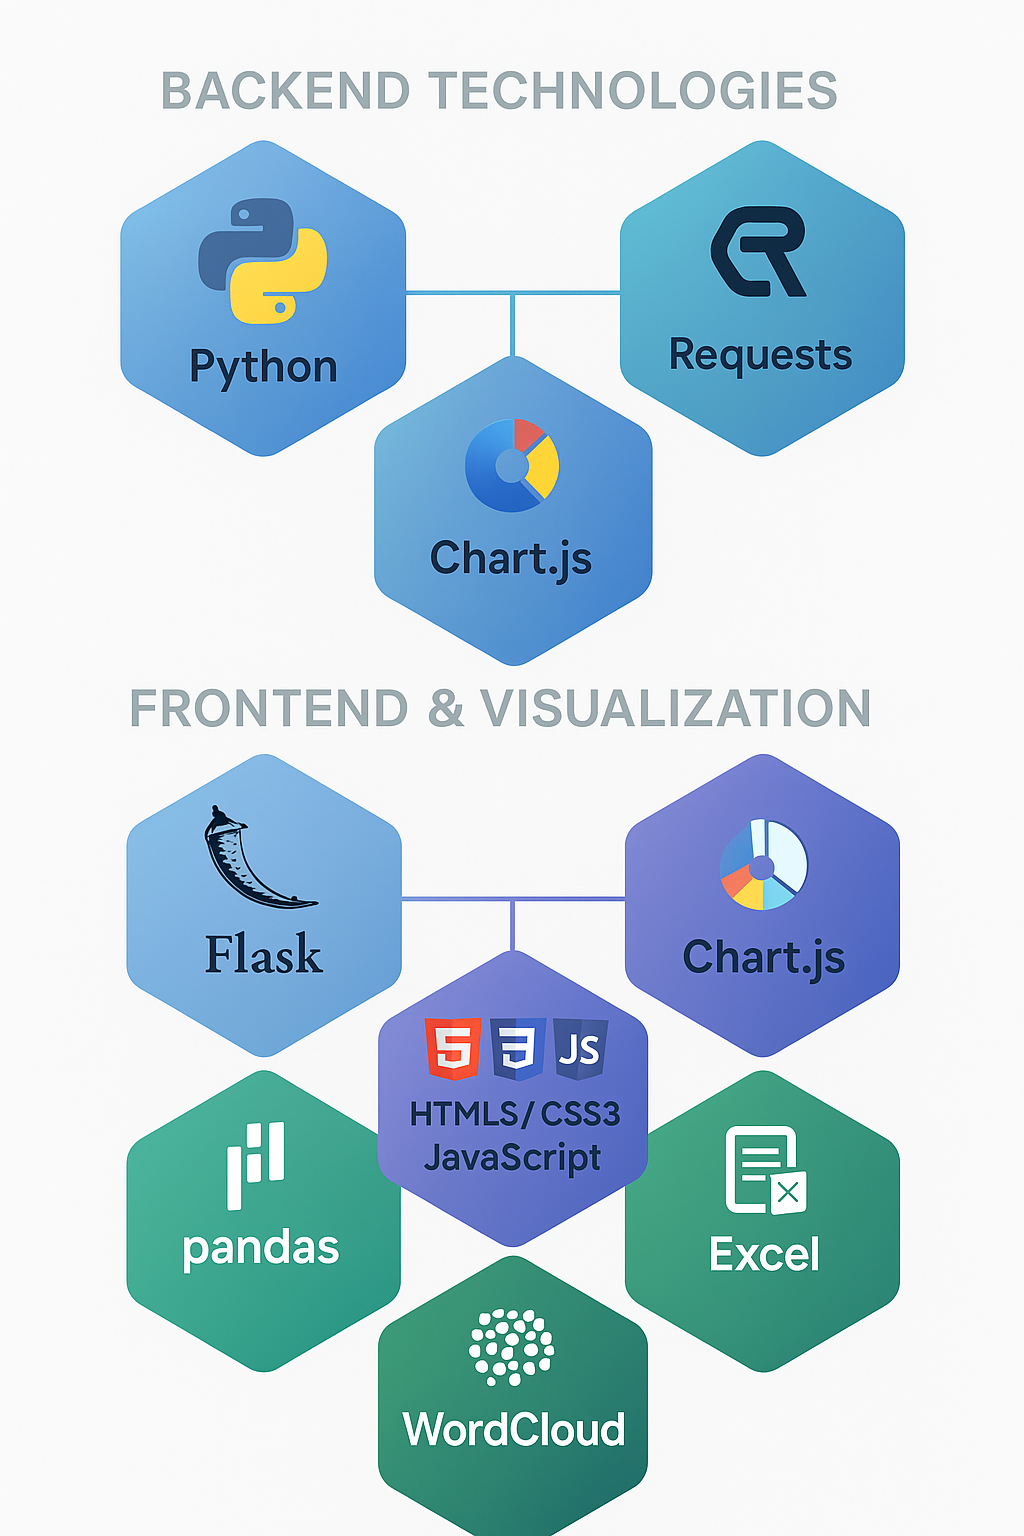 BACKEND TECHNOLOGIES
Python
Requests
Chart.js
FRONTEND & VISUALIZATION
Flask
Chart.js
5 3 JS
HTMLS/CSS3
JavaScript
pandas
Excel
WordCloud